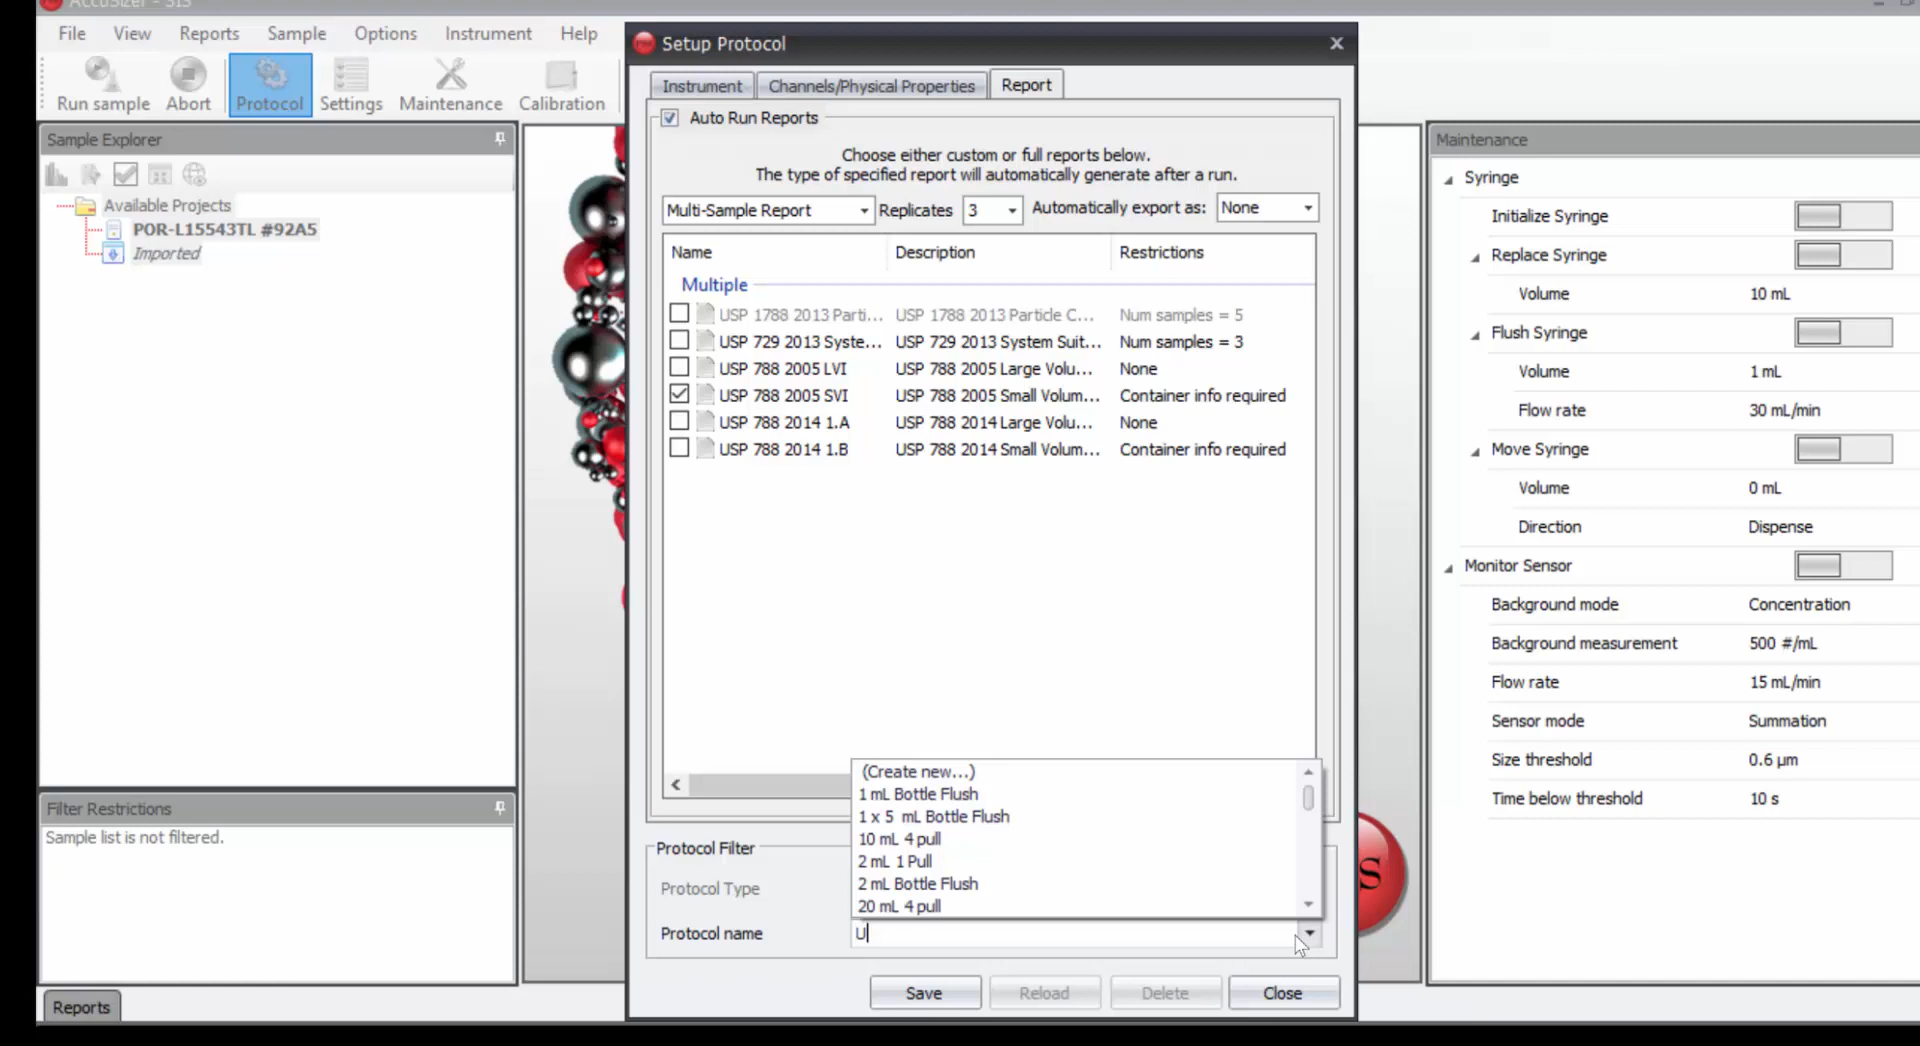 AccuSizer - SIS
File View Reports Sample Options Instrument Help
Run sample Abort Protocol Settings Maintenance Calibration
Sample Explorer
Available Projects
POR-L15543TL #92A5
Imported
Filter Restrictions
Sample list is not filtered.
Reports
Setup Protocol
Instrument Channels/Physical Properties Report
Auto Run Reports
Choose either custom or full reports below.
The type of specified report will automatically generate after a run.
Multi-Sample Report Replicates 3 Automatically export as: None
Name Description Restrictions
Multiple
USP 1788 2013 Parti... USP 1788 2013 Particle C... Num samples = 5
USP 729 2013 Syste... USP 729 2013 System Suit... Num samples = 3
USP 788 2005 LVI USP 788 2005 Large Volu... None
USP 788 2005 SVI USP 788 2005 Small Volum... Container info required
USP 788 2014 1.A USP 788 2014 Large Volu... None
USP 788 2014 1.B USP 788 2014 Small Volum... Container info required
(Create new...)
1 mL Bottle Flush
1 x 5 mL Bottle Flush
10 mL 4 pull
2 mL 1 Pull
2 mL Bottle Flush
20 mL 4 pull
Protocol Filter
Protocol Type
Protocol name U
Save Reload Delete Close
S
Maintenance
Syringe
Initialize Syringe
Replace Syringe
Volume 10 mL
Flush Syringe
Volume 1 mL
Flow rate 30 mL/min
Move Syringe
Volume 0 mL
Direction Dispense
Monitor Sensor
Background mode Concentration
Background measurement 500 #/mL
Flow rate 15 mL/min
Sensor mode Summation
Size threshold 0.6 µm
Time below threshold 10 s